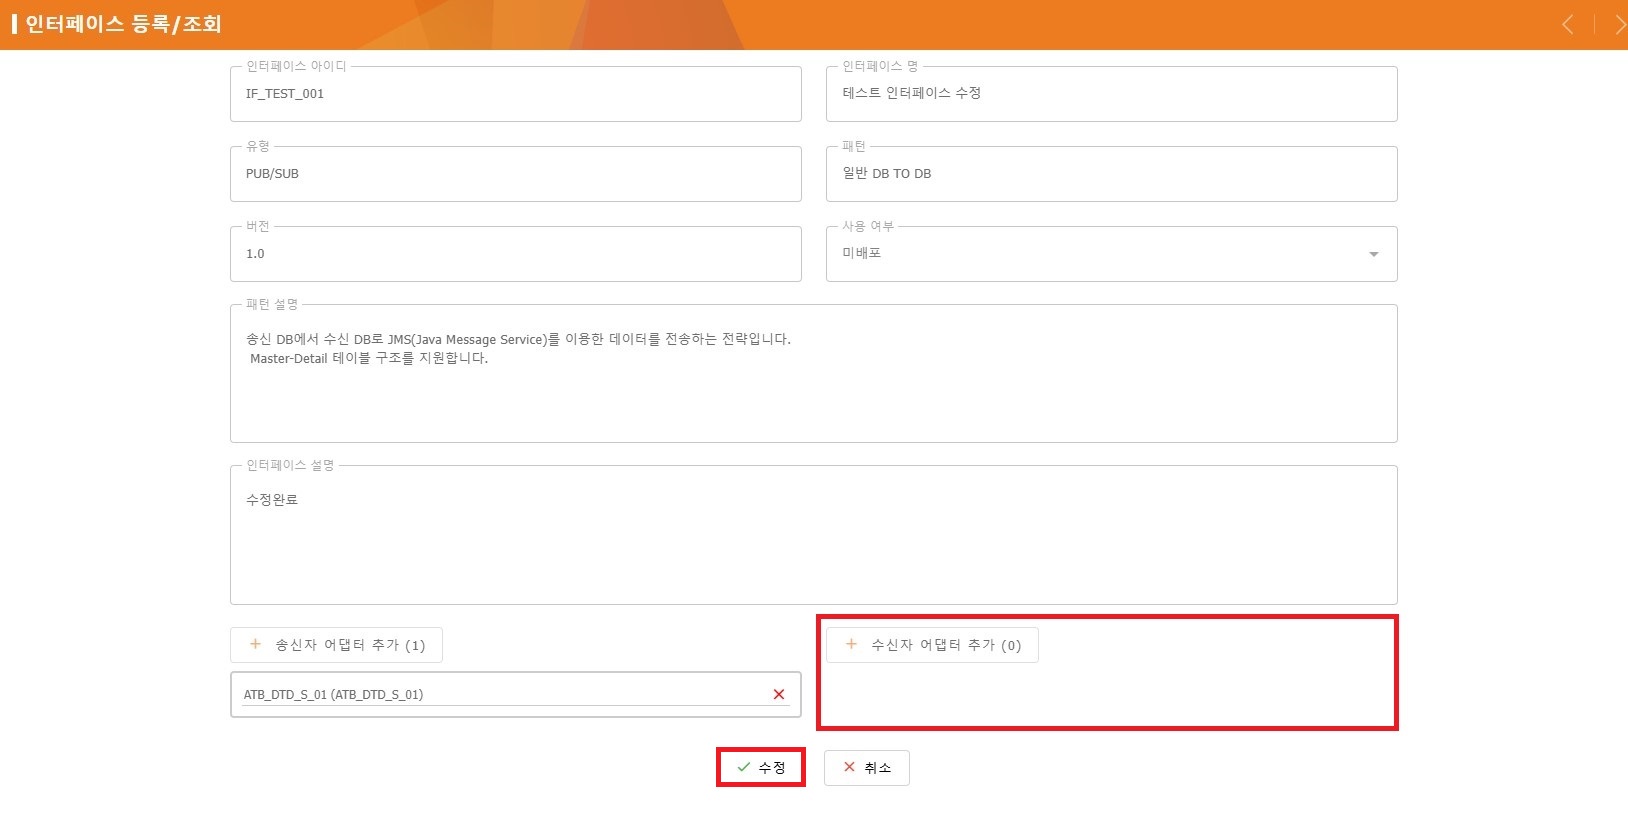 인터페이스 등록/조회
인터페이스 아이디
IF_TEST_001
인터페이스 명
테스트 인터페이스 수정
유형
PUB/SUB
패턴
일반 DB TO DB
버전
1.0
사용 여부
미배포
패턴 설명
송신 DB에서 수신 DB로 JMS(Java Message Service)를 이용한 데이터를 전송하는 전략입니다.
Master-Detail 테이블 구조를 지원합니다.
인터페이스 설명
수정완료
송신자 어댑터 추가 (1)
수신자 어댑터 추가 (0)
ATB_DTD_S_01 (ATB_DTD_S_01)
수정
취소